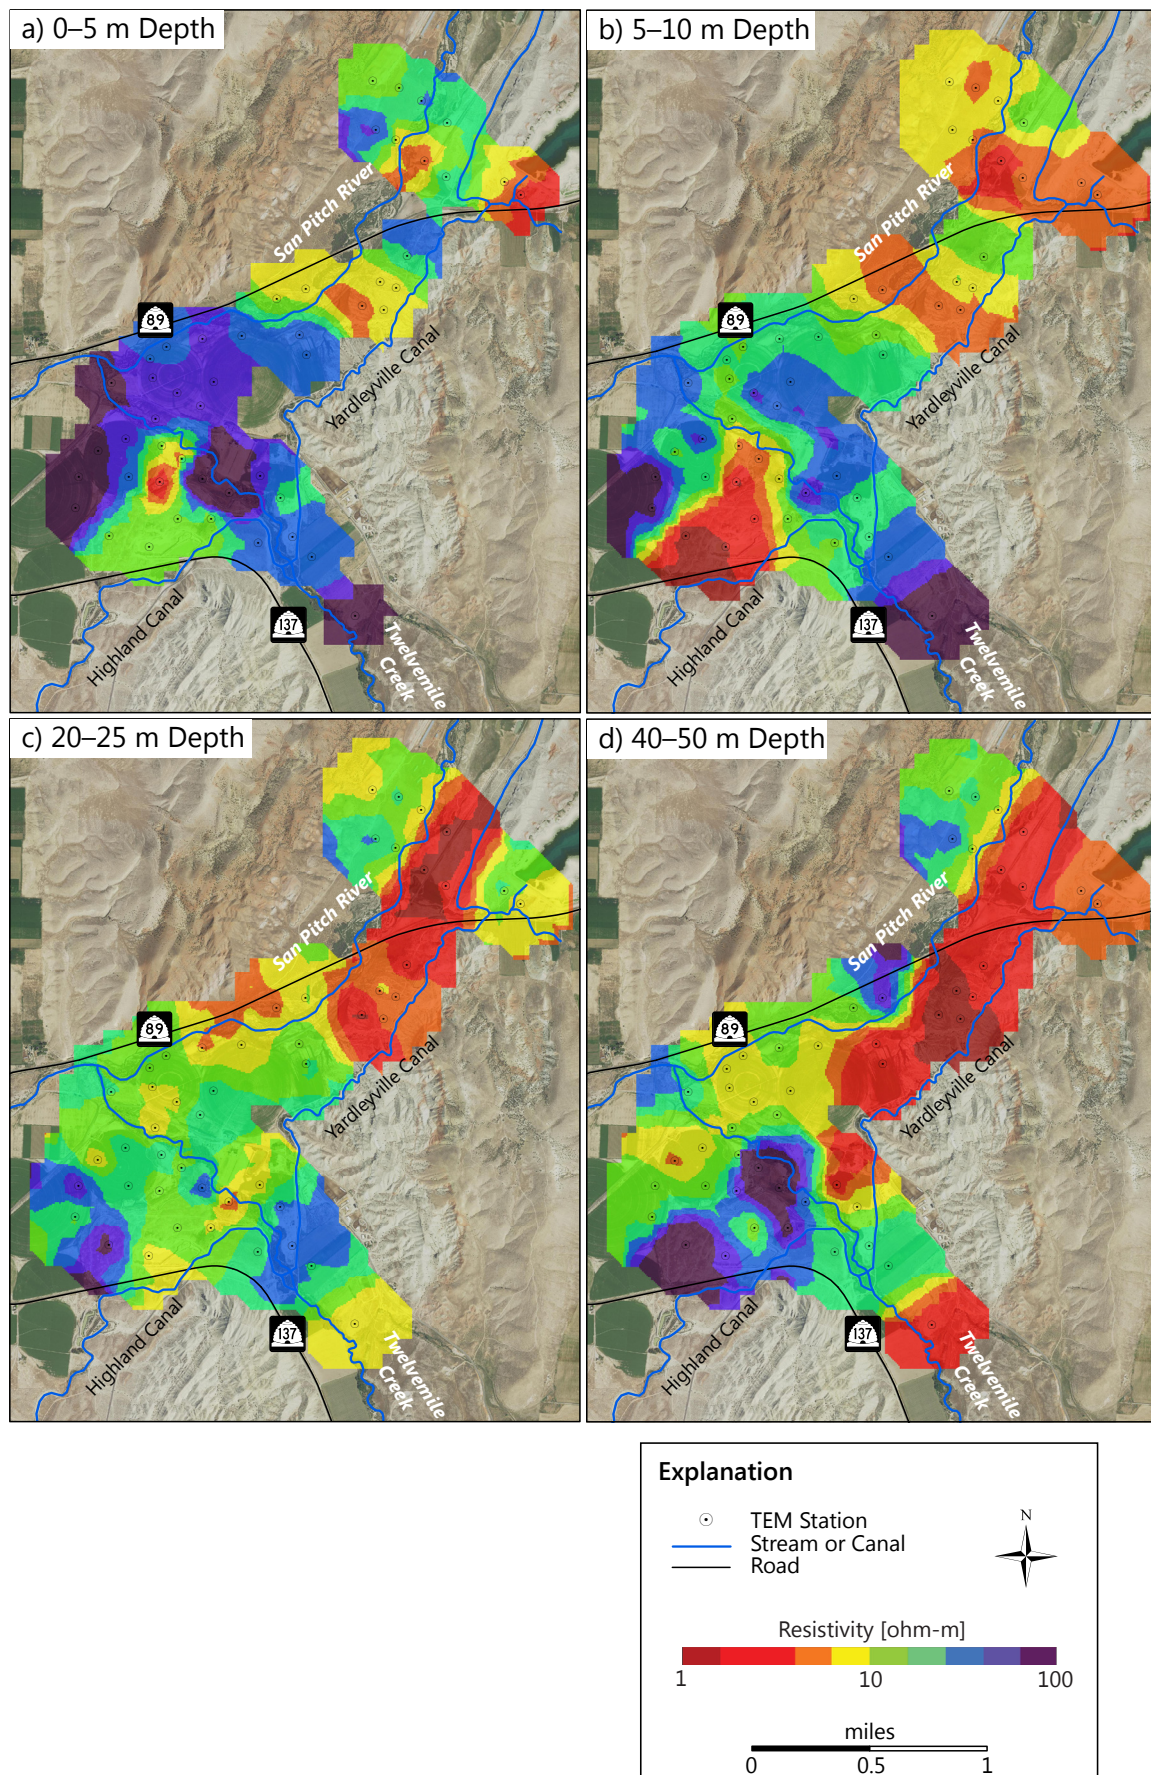 a) 0–5 m Depth
San Pitch River
89
Yardleyville Canal
Highland Canal
137
Twelvemile
Creek
b) 5–10 m Depth
San Pitch River
89
Yardleyville Canal
Highland Canal
137
Twelvemile
Creek
c) 20–25 m Depth
San Pitch River
89
Yardleyville Canal
Highland Canal
137
Twelvemile
Creek
d) 40–50 m Depth
San Pitch River
89
Yardleyville Canal
Highland Canal
137
Twelvemile
Creek
Explanation
TEM Station
Stream or Canal
Road
N
Resistivity [ohm-m]
1 10 100
miles
0 0.5 1